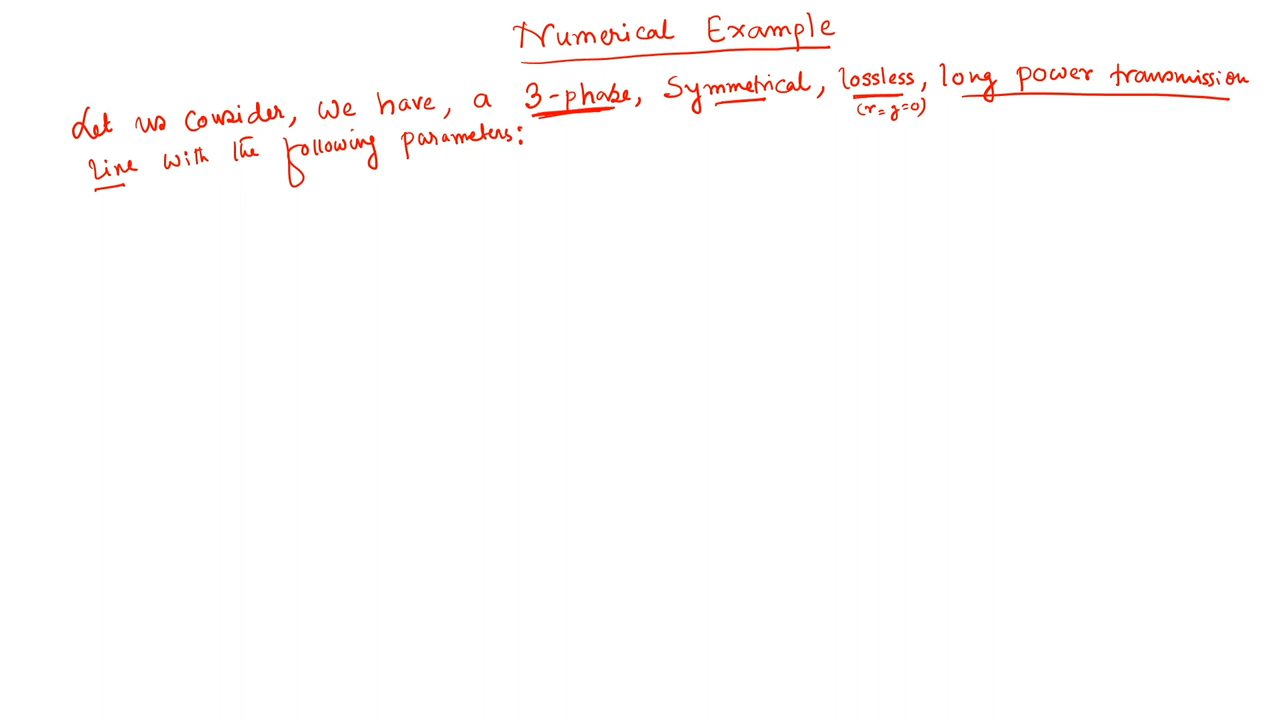 Numerical Example
Let us consider, we have, a 3-phase, Symmetrical, lossless, long power transmission
(r=g=0)
line with the following parameters: